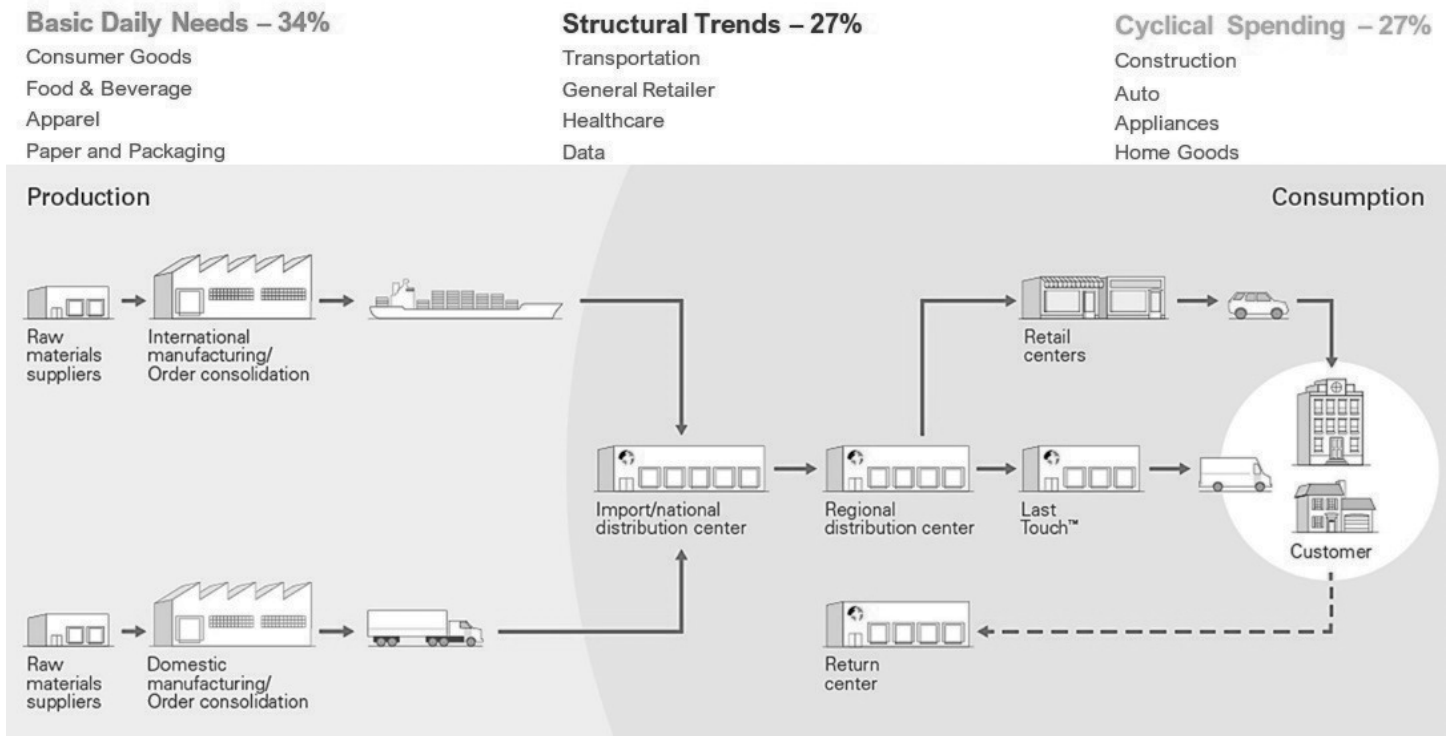 Basic Daily Needs – 34%
Consumer Goods
Food & Beverage
Apparel
Paper and Packaging
Structural Trends – 27%
Transportation
General Retailer
Healthcare
Data
Cyclical Spending – 27%
Construction
Auto
Appliances
Home Goods
Production
Consumption
Raw
materials
suppliers
International
manufacturing/
Order consolidation
Retail
centers
Import/national
distribution center
Regional
distribution center
Last
Touch™
Customer
Raw
materials
suppliers
Domestic
manufacturing/
Order consolidation
Return
center